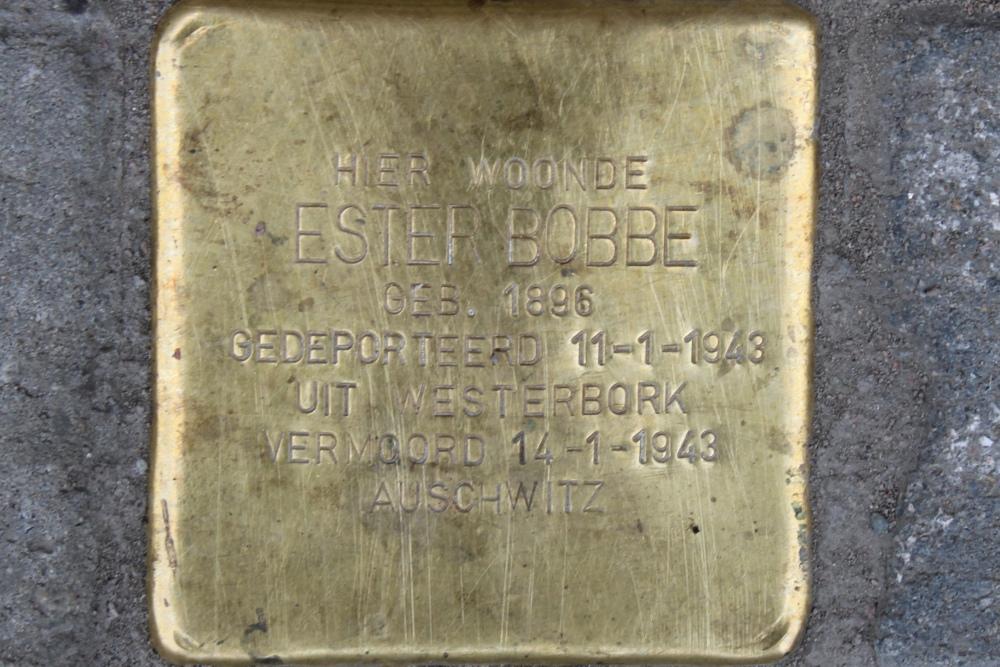 HIER WOONDE
ESTER BOBBE
GEB. 1896
GEDEPORTEERD 11-1-1943
UIT WESTERBORK
VERMOORD 14-1-1943
AUSCHWITZ